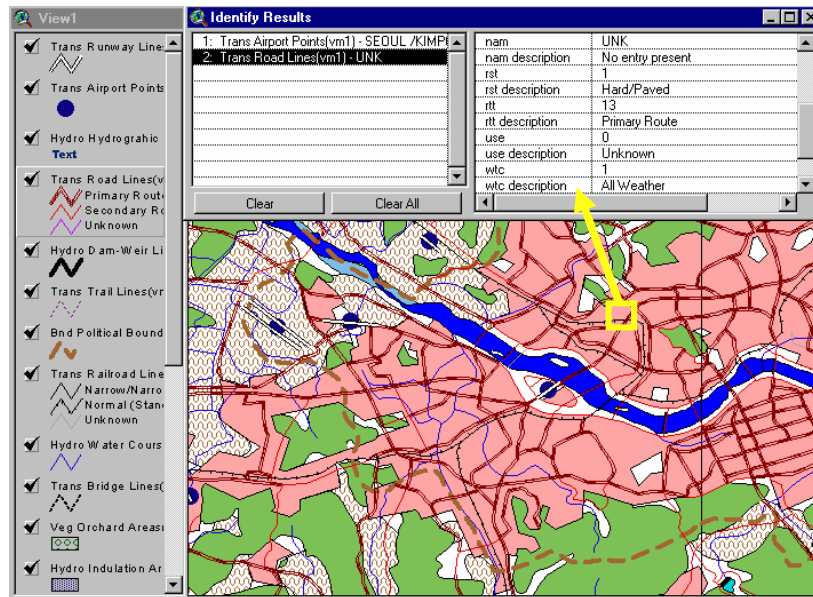 View1
Trans Runway Line
Trans Airport Points
Hydro Hydrograhic
Text
Trans Road Lines(v
Primary Rout
Secondary Ro
Unknown
Hydro Dam-Weir Li
Trans Trail Lines(vr
Bnd Political Bound
Trans Railroad Line
Narrow/Narro
Normal (Stan
Unknown
Hydro Water Cours
Trans Bridge Lines(
Veg Orchard Areas
Hydro Indulation Ar
Identify Results
1: Trans Airport Points(vm1) - SEOUL /KIMP
2: Trans Road Lines(vm1) - UNK
Clear
Clear All
nam UNK
nam description No entry present
rst 1
rst description Hard/Paved
rtt 13
rtt description Primary Route
use 0
use description Unknown
wtc 1
wtc description All Weather